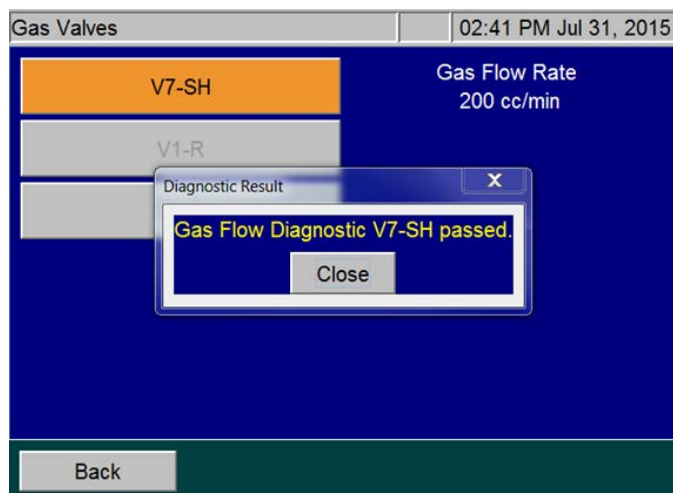 Gas Valves
02:41 PM Jul 31, 2015
V7-SH
Gas Flow Rate
200 cc/min
V1-R
Diagnostic Result
X
Gas Flow Diagnostic V7-SH passed.
Close
Back